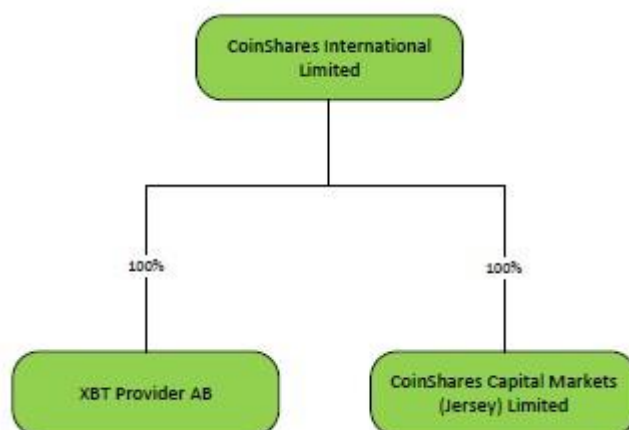 CoinShares International
Limited
100%
100%
XBT Provider AB
CoinShares Capital Markets
(Jersey) Limited